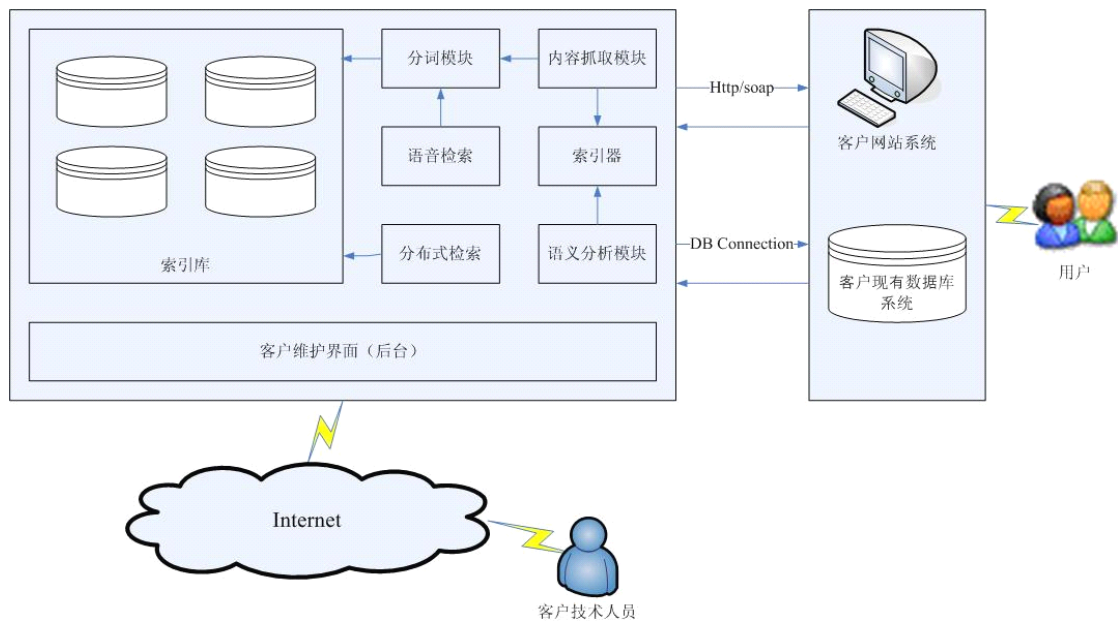 分词模块
内容抓取模块
Http/soap
语音检索
索引器
客户网站系统
分布式检索
语义分析模块
DB Connection
索引库
客户现有数据库
系统
用户
客户维护界面（后台）
Internet
客户技术人员